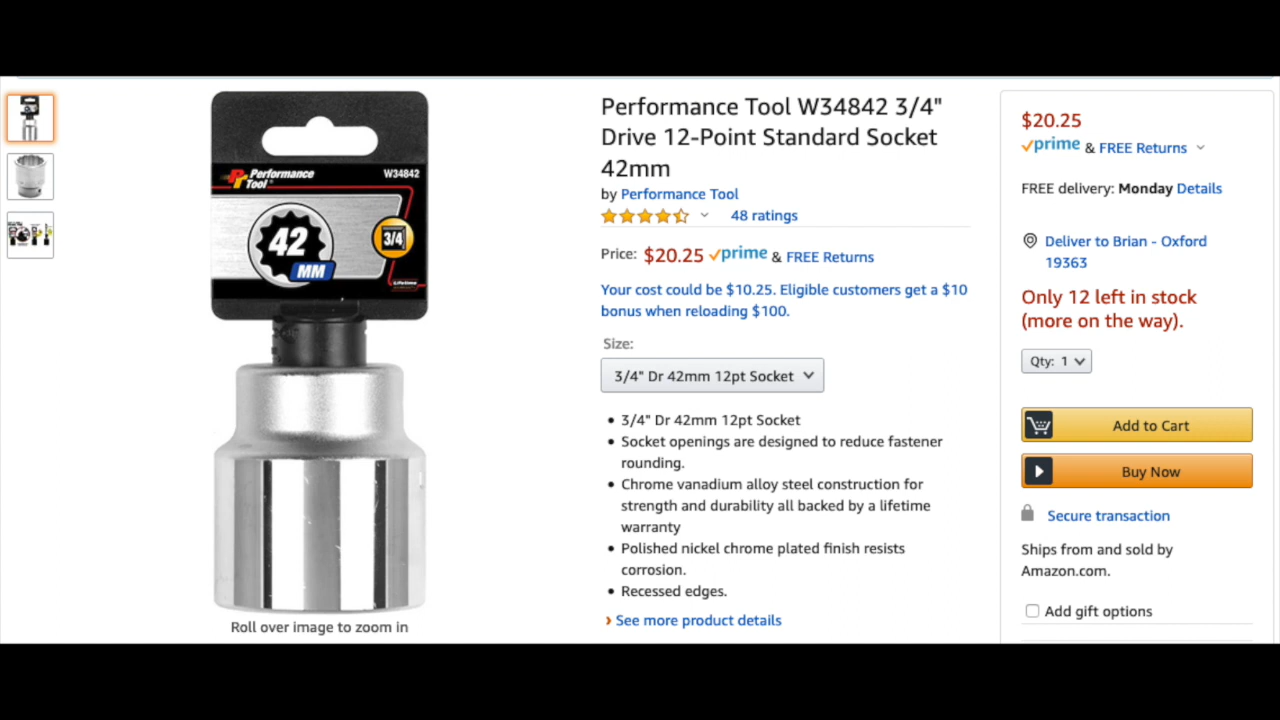 Performance
Tool
W34842
42
MM
3/4
Lifetime
Roll over image to zoom in
Performance Tool W34842 3/4"
Drive 12-Point Standard Socket
42mm
by Performance Tool
48 ratings
Price: $20.25 prime & FREE Returns
Your cost could be $10.25. Eligible customers get a $10
bonus when reloading $100.
Size:
3/4" Dr 42mm 12pt Socket
• 3/4" Dr 42mm 12pt Socket
• Socket openings are designed to reduce fastener
rounding.
• Chrome vanadium alloy steel construction for
strength and durability all backed by a lifetime
warranty
• Polished nickel chrome plated finish resists
corrosion.
• Recessed edges.
› See more product details
$20.25
prime & FREE Returns
FREE delivery: Monday Details
Deliver to Brian - Oxford
19363
Only 12 left in stock
(more on the way).
Qty: 1
Add to Cart
Buy Now
Secure transaction
Ships from and sold by
Amazon.com.
Add gift options